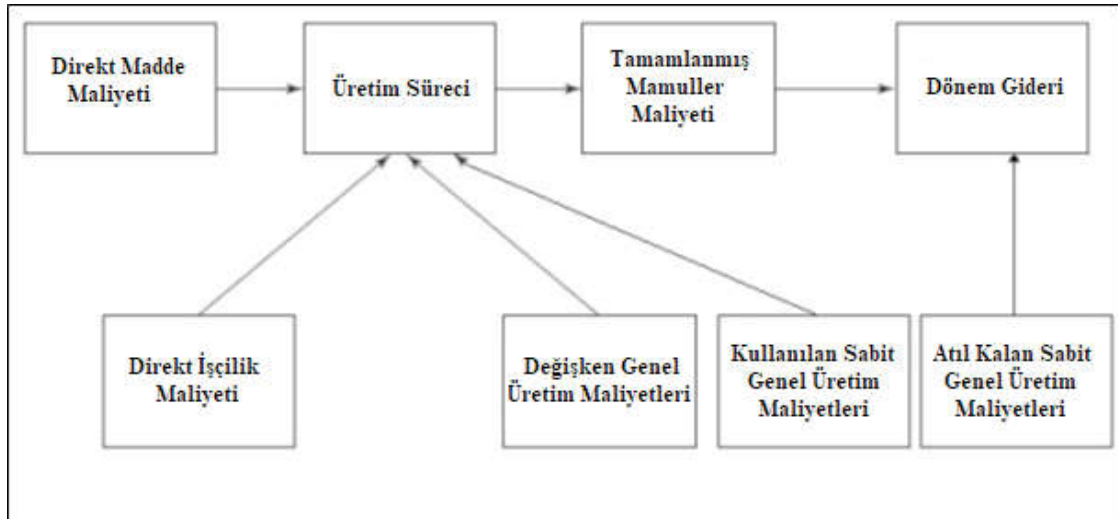 Direkt Madde
Maliyeti
Üretim Süreci
Tamamlanmış
Mamuller
Maliyeti
Dönem Gideri
Direkt İşçilik
Maliyeti
Değişken Genel
Üretim Maliyetleri
Kullanılan Sabit
Genel Üretim
Maliyetleri
Atıl Kalan Sabit
Genel Üretim
Maliyetleri